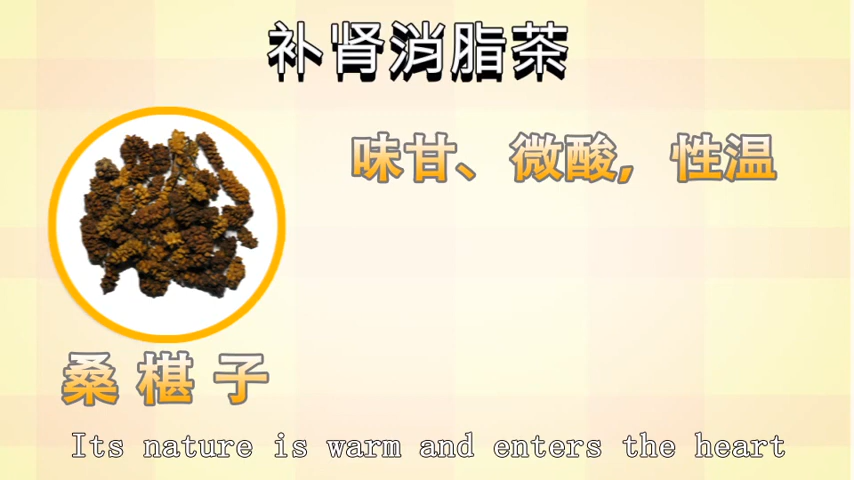 补肾消脂茶
味甘、微酸，性温
桑椹子
Its nature is warm and enters the heart